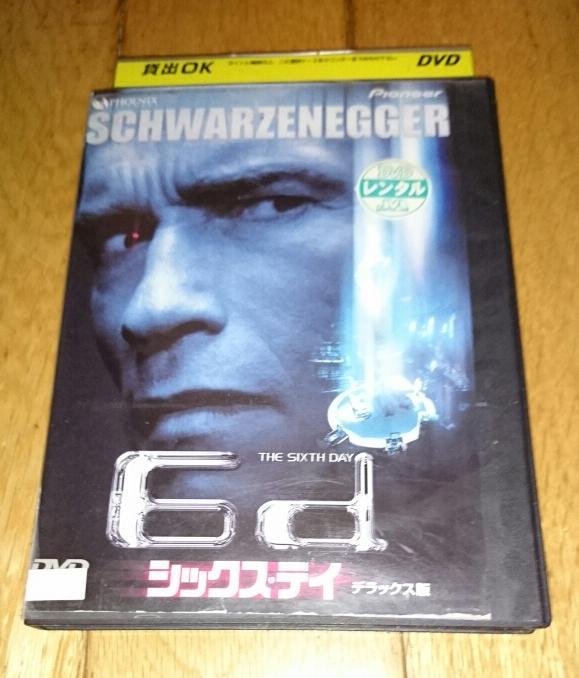 貸出OK
DVD
PHOENIX
Pioneer
SCHWARZENEGGER
DVD
レンタル
THE SIXTH DAY
6d
DVD
シックス・デイ
デラックス版